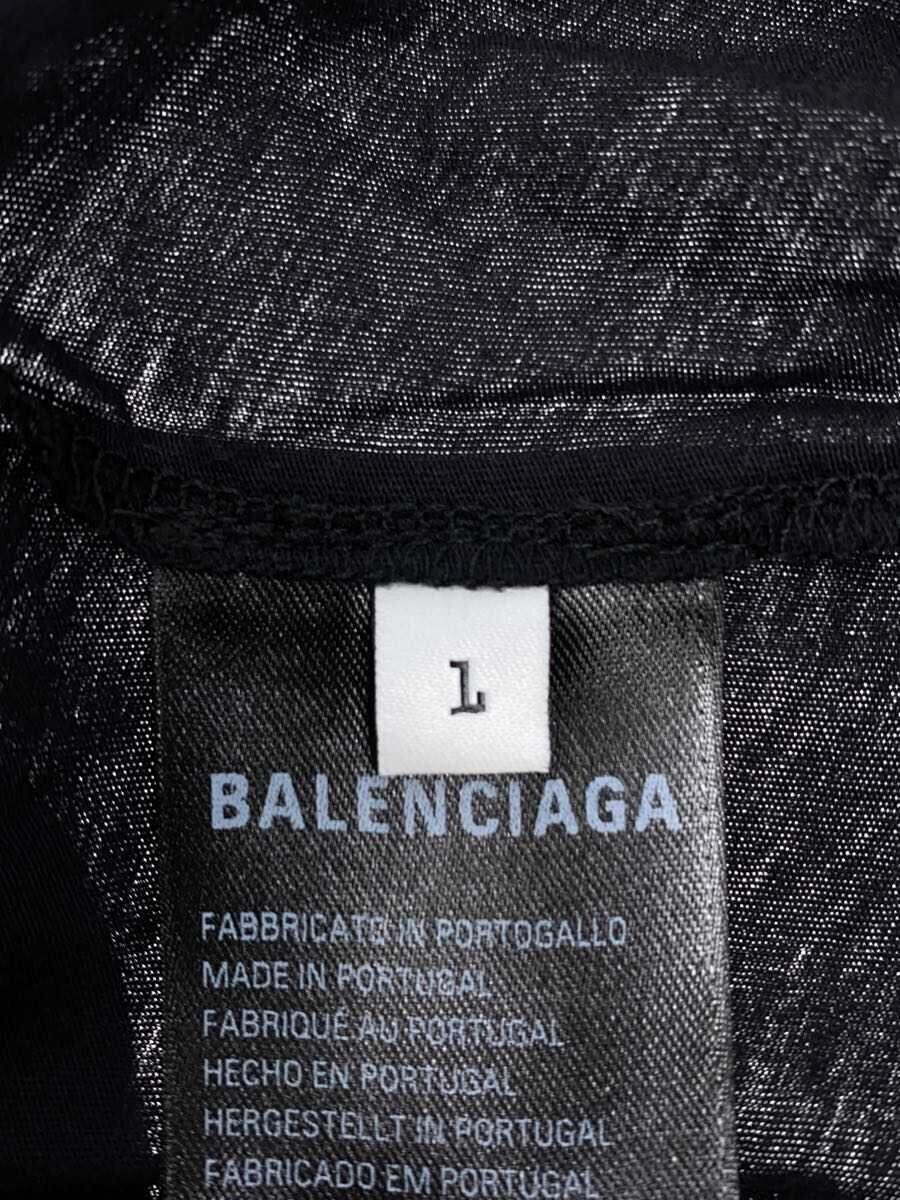 1
BALENCIAGA
FABBRICATO IN PORTOGALLO
MADE IN PORTUGAL
FABRIQUÉ AU PORTUGAL
HECHO EN PORTUGAL
HERGESTELLT IN PORTUGAL
FABRICADO EM PORTUGAL